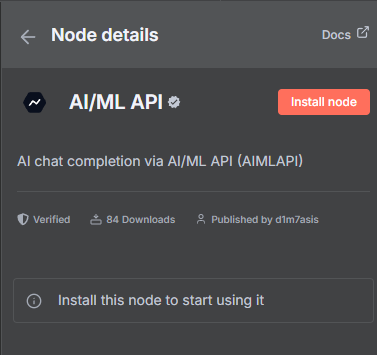 Node details
Docs
AI/ML API
Install node
AI chat completion via AI/ML API (AIMLAPI)
Verified
84 Downloads
Published by d1m7asis
Install this node to start using it